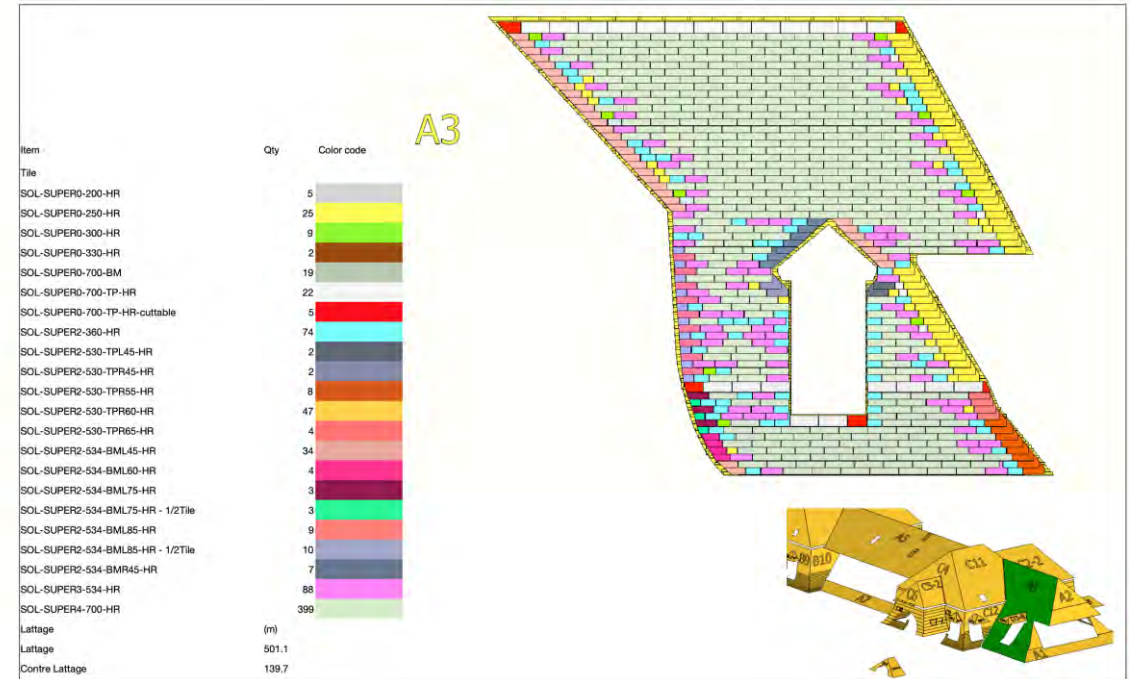 A3
Item Qty Color code
Tile
SOL-SUPER0-200-HR 5
SOL-SUPER0-250-HR 25
SOL-SUPER0-300-HR 9
SOL-SUPER0-330-HR 2
SOL-SUPER0-700-BM 19
SOL-SUPER0-700-TP-HR 22
SOL-SUPER0-700-TP-HR-cuttable 5
SOL-SUPER2-360-HR 74
SOL-SUPER2-530-TPL45-HR 2
SOL-SUPER2-530-TPR45-HR 2
SOL-SUPER2-530-TPR55-HR 8
SOL-SUPER2-530-TPR60-HR 47
SOL-SUPER2-530-TPR65-HR 4
SOL-SUPER2-534-BML45-HR 34
SOL-SUPER2-534-BML60-HR 4
SOL-SUPER2-534-BML75-HR 3
SOL-SUPER2-534-BML75-HR - 1/2Tile 3
SOL-SUPER2-534-BML85-HR 9
SOL-SUPER2-534-BML85-HR - 1/2Tile 10
SOL-SUPER2-534-BMR45-HR 7
SOL-SUPER3-534-HR 88
SOL-SUPER4-700-HR 399
Lattage (m)
Lattage 501.1
Contre Lattage 139.7
B10
C11
A2